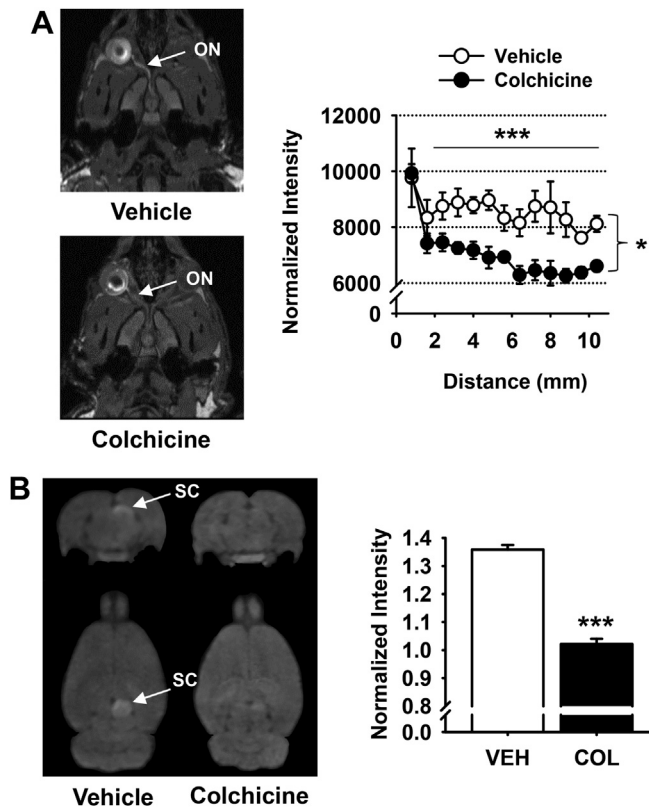 A
ON
Vehicle
ON
Colchicine
Vehicle
Colchicine
Normalized Intensity
12000
10000
8000
6000
0
***
*
0 2 4 6 8 10
Distance (mm)
B
SC
SC
Vehicle Colchicine
Normalized Intensity
1.4
1.3
1.2
1.1
1.0
0.9
0.8
0.0
***
VEH COL